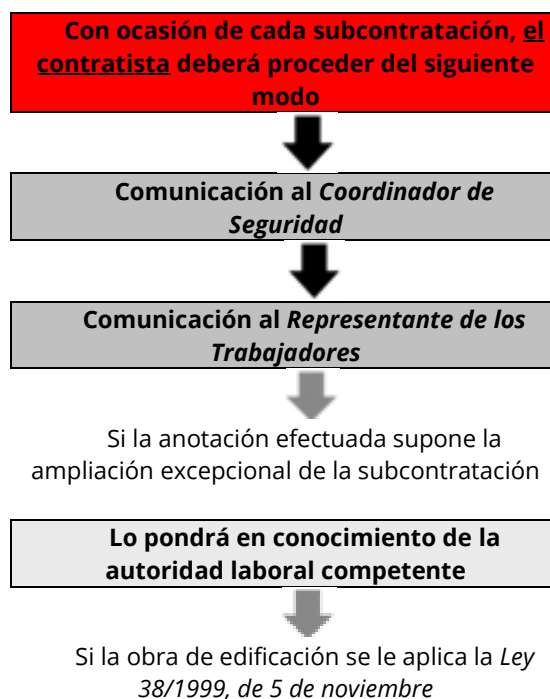 Con ocasión de cada subcontratación, el
contratista deberá proceder del siguiente
modo
Comunicación al Coordinador de
Seguridad
Comunicación al Representante de los
Trabajadores
Si la anotación efectuada supone la
ampliación excepcional de la subcontratación
Lo pondrá en conocimiento de la
autoridad laboral competente
Si la obra de edificación se le aplica la Ley
38/1999, de 5 de noviembre